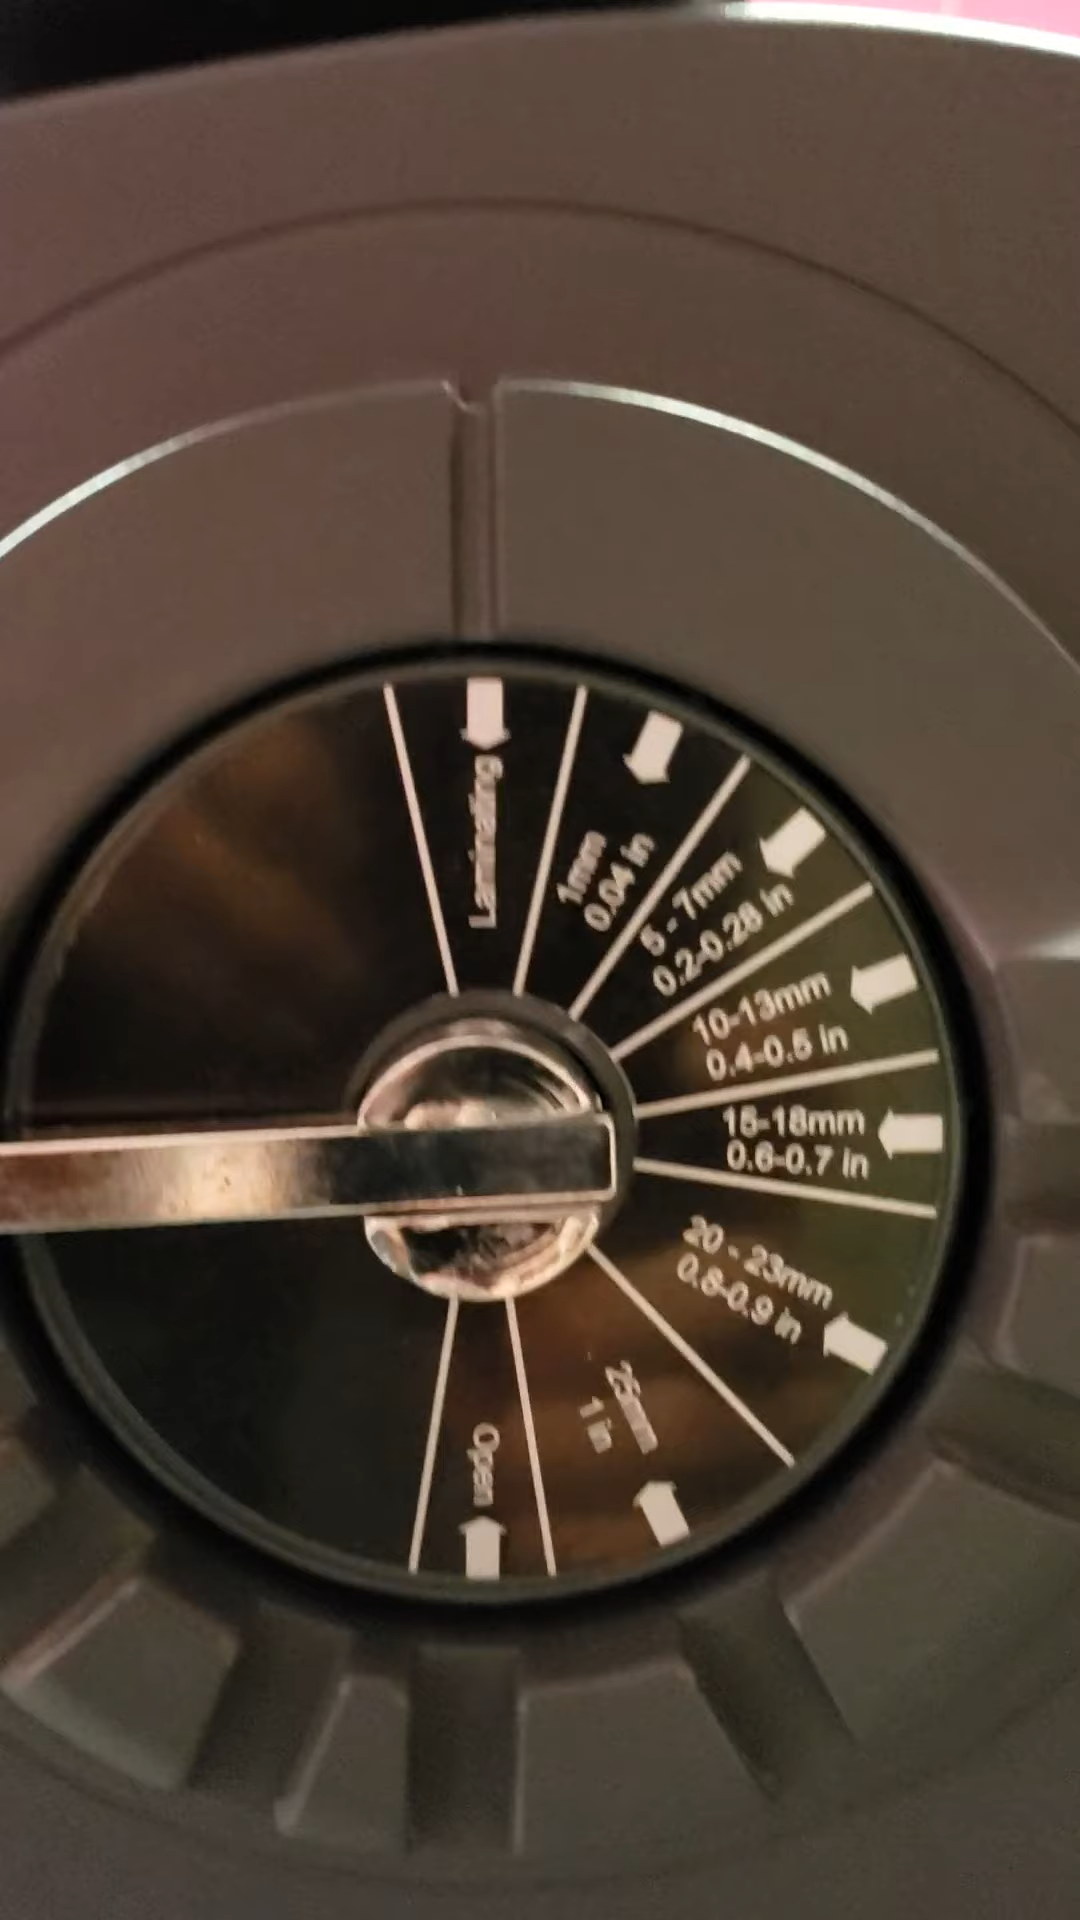 Laminating
1mm
0.04 in
5 - 7mm
0.2-0.28 in
10-13mm
0.4-0.5 in
15-18mm
0.6-0.7 in
20 - 23mm
0.8-0.9 in
25mm
1 in
Open